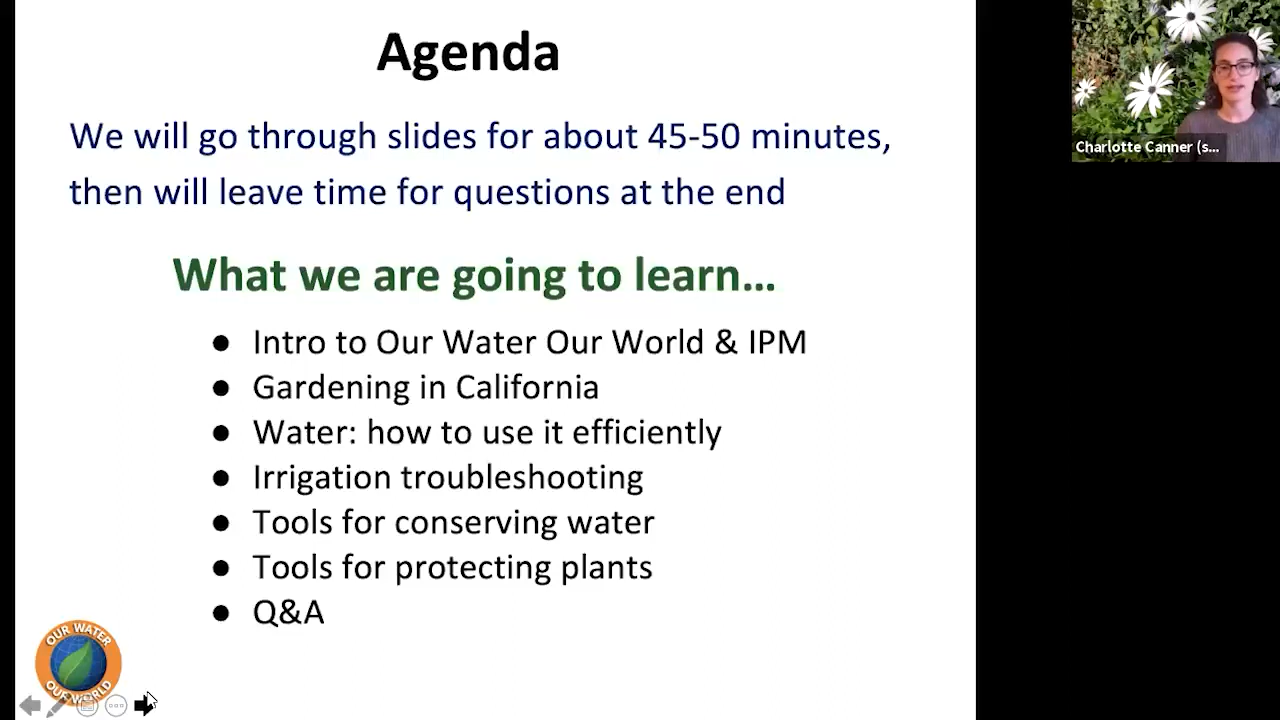 Agenda
We will go through slides for about 45-50 minutes,
then will leave time for questions at the end
What we are going to learn...
● Intro to Our Water Our World & IPM
● Gardening in California
● Water: how to use it efficiently
● Irrigation troubleshooting
● Tools for conserving water
● Tools for protecting plants
● Q&A
OUR WATER
OUR WORLD
Charlotte Canner (s...